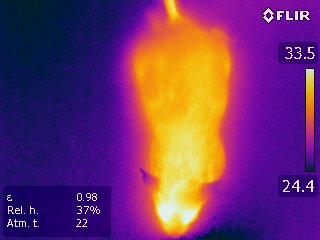 FLIR
33.5
24.4
ε 0.98
Rel. h. 37%
Atm. t. 22